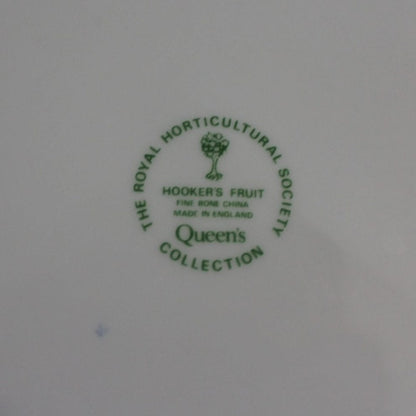 THE ROYAL HORTICULTURAL SOCIETY
HOOKER'S FRUIT
FINE BONE CHINA
MADE IN ENGLAND
Queen's
COLLECTION